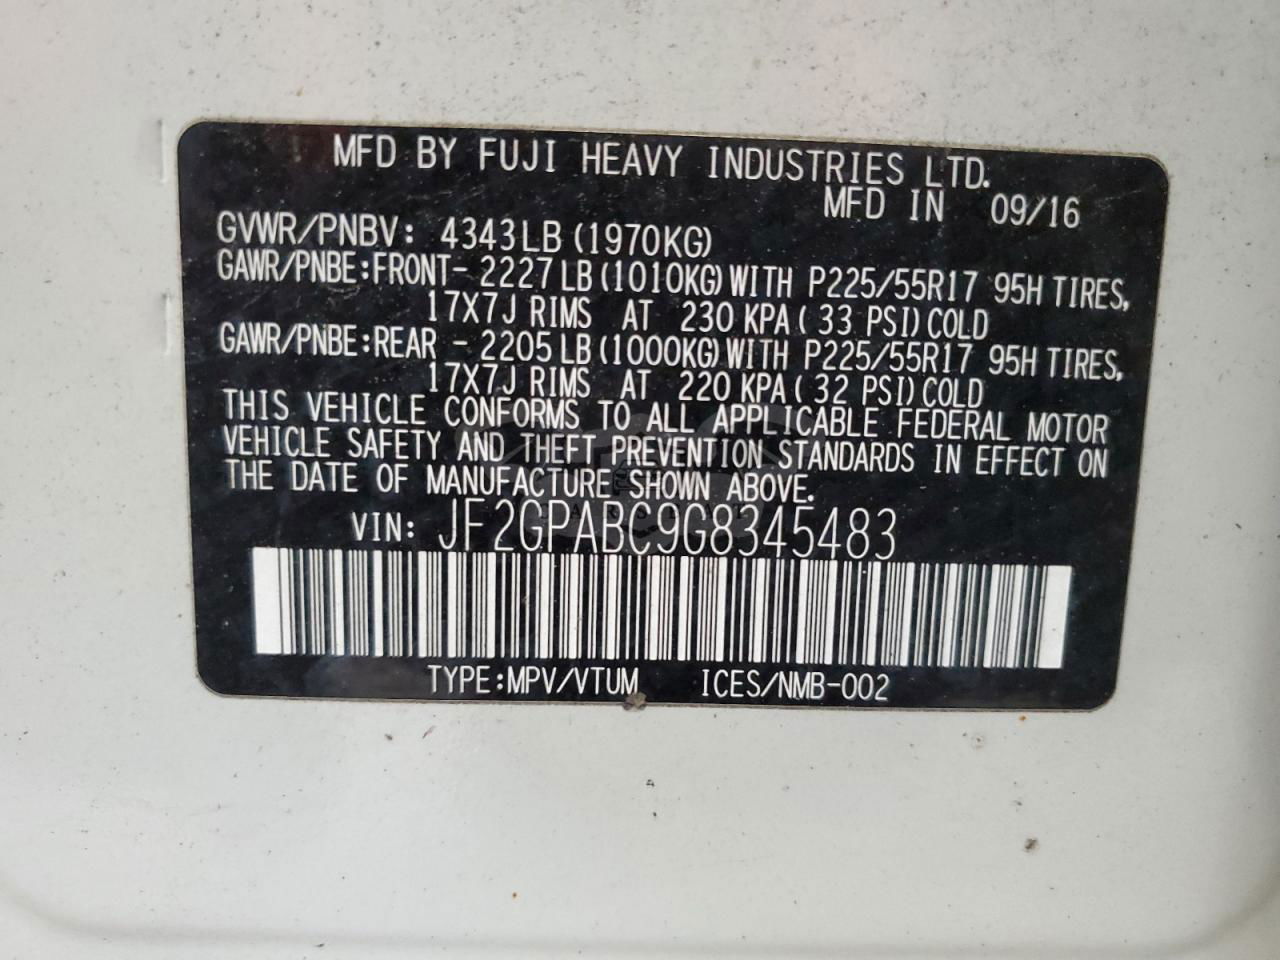 MFD BY FUJI HEAVY INDUSTRIES LTD.
MFD IN 09/16
GVWR/PNBV: 4343LB (1970KG)
GAWR/PNBE:FRONT- 2227LB (1010KG) WITH P225/55R17 95H TIRES,
17X7J RIMS AT 230 KPA( 33 PSI) COLD
GAWR/PNBE:REAR - 2205LB (1000KG) WITH P225/55R17 95H TIRES,
17X7J RIMS AT 220 KPA( 32 PSI) COLD
THIS VEHICLE CONFORMS TO ALL APPLICABLE FEDERAL MOTOR
VEHICLE SAFETY AND THEFT PREVENTION STANDARDS IN EFFECT ON
THE DATE OF MANUFACTURE SHOWN ABOVE.
VIN: JF2GPABC9G8345483
TYPE:MPV/VTUM ICES/NMB-002